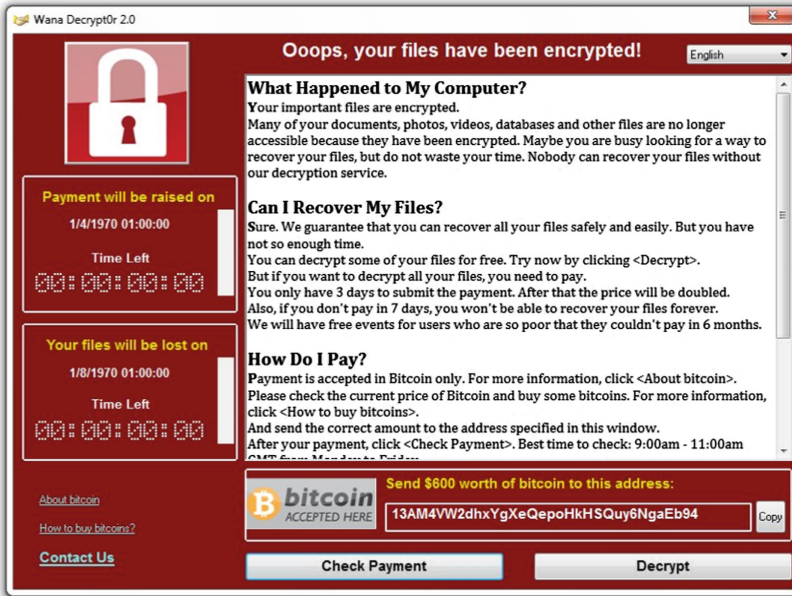 Wana Decrypt0r 2.0
Ooops, your files have been encrypted!
English
What Happened to My Computer?
Your important files are encrypted.
Many of your documents, photos, videos, databases and other files are no longer
accessible because they have been encrypted. Maybe you are busy looking for a way to
recover your files, but do not waste your time. Nobody can recover your files without
our decryption service.
Can I Recover My Files?
Sure. We guarantee that you can recover all your files safely and easily. But you have
not so enough time.
You can decrypt some of your files for free. Try now by clicking <Decrypt>.
But if you want to decrypt all your files, you need to pay.
You only have 3 days to submit the payment. After that the price will be doubled.
Also, if you don't pay in 7 days, you won't be able to recover your files forever.
We will have free events for users who are so poor that they couldn't pay in 6 months.
How Do I Pay?
Payment is accepted in Bitcoin only. For more information, click <About bitcoin>.
Please check the current price of Bitcoin and buy some bitcoins. For more information,
click <How to buy bitcoins>.
And send the correct amount to the address specified in this window.
After your payment, click <Check Payment>. Best time to check: 9:00am - 11:00am
GMT from Monday to Friday
Payment will be raised on
1/4/1970 01:00:00
Time Left
00:00:00:00
Your files will be lost on
1/8/1970 01:00:00
Time Left
00:00:00:00
About bitcoin
How to buy bitcoins?
Contact Us
bitcoin
ACCEPTED HERE
Send $600 worth of bitcoin to this address:
13AM4VW2dhxYgXeQepoHkHSQuy6NgaEb94
Copy
Check Payment
Decrypt